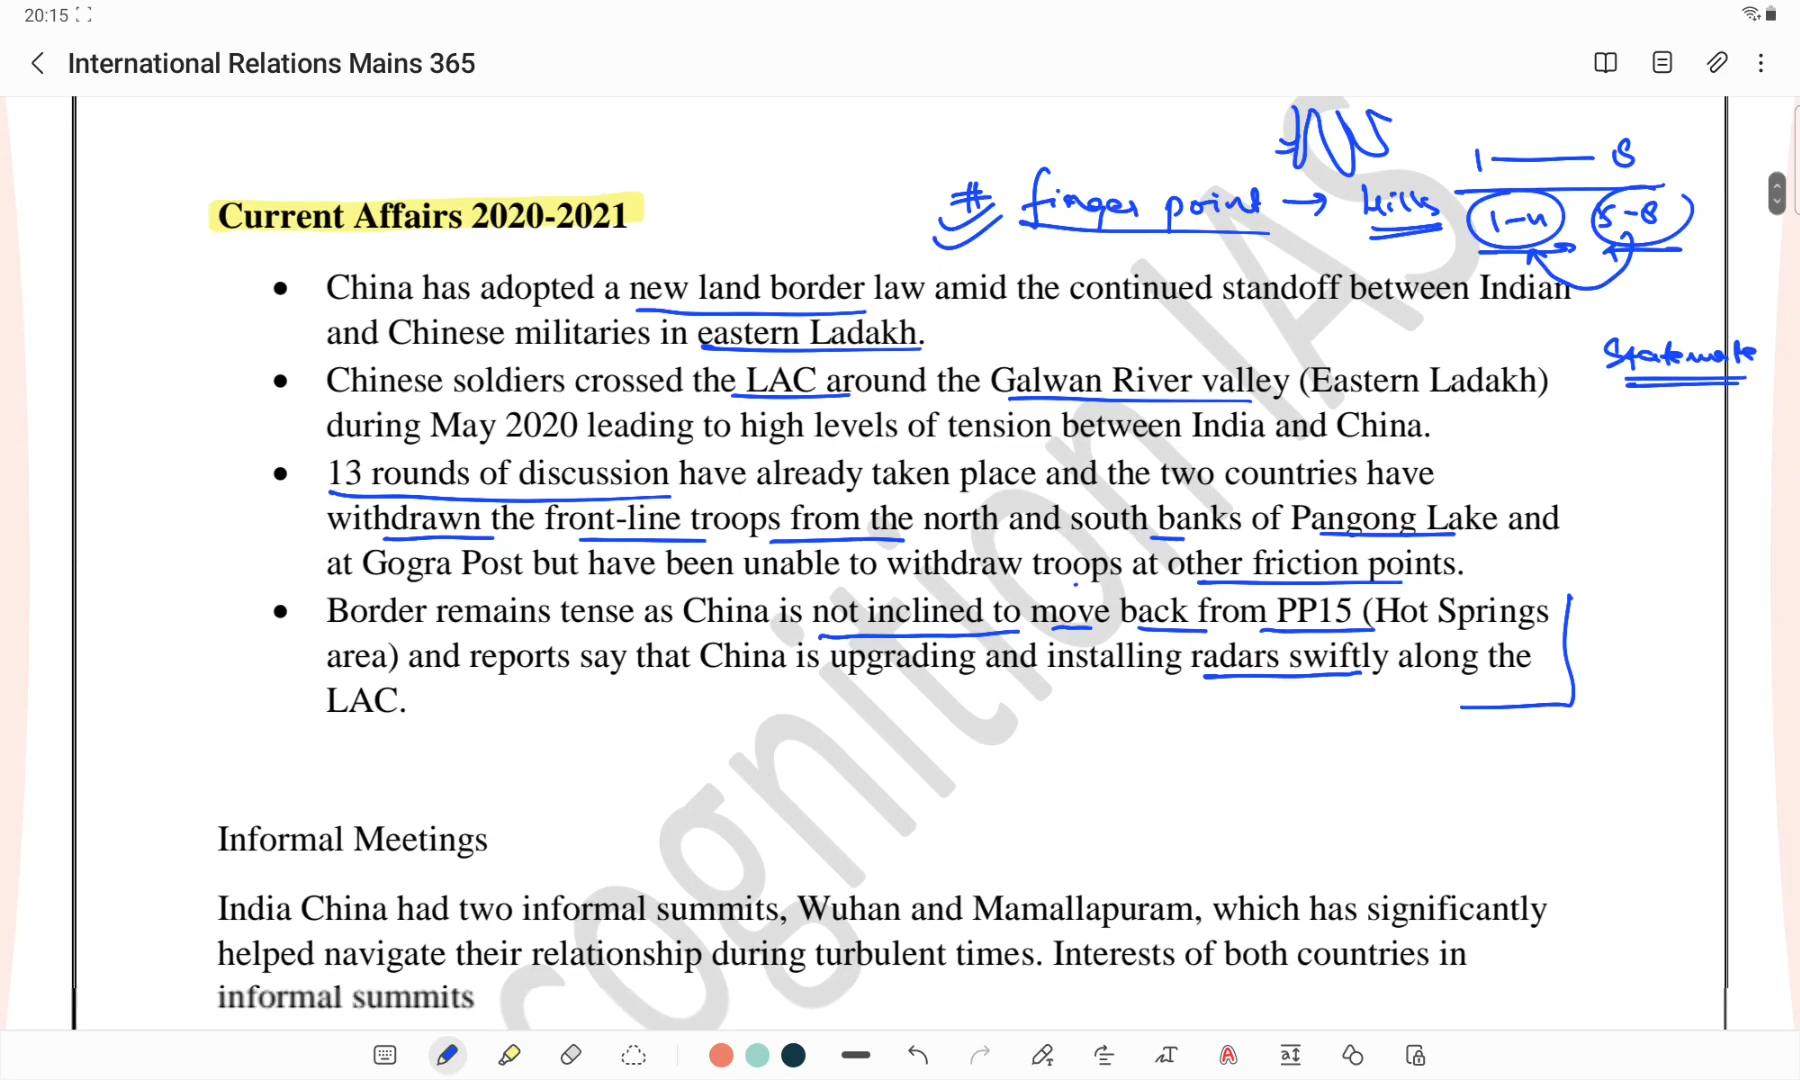 20:15
International Relations Mains 365
1 — 8
# finger point → Hills
1-4 5-8
Current Affairs 2020-2021
• China has adopted a new land border law amid the continued standoff between Indian
and Chinese militaries in eastern Ladakh.
Statemate
• Chinese soldiers crossed the LAC around the Galwan River valley (Eastern Ladakh)
during May 2020 leading to high levels of tension between India and China.
• 13 rounds of discussion have already taken place and the two countries have
withdrawn the front-line troops from the north and south banks of Pangong Lake and
at Gogra Post but have been unable to withdraw troops at other friction points.
• Border remains tense as China is not inclined to move back from PP15 (Hot Springs
area) and reports say that China is upgrading and installing radars swiftly along the
LAC.
Informal Meetings
India China had two informal summits, Wuhan and Mamallapuram, which has significantly
helped navigate their relationship during turbulent times. Interests of both countries in
informal summits
cognition IAS